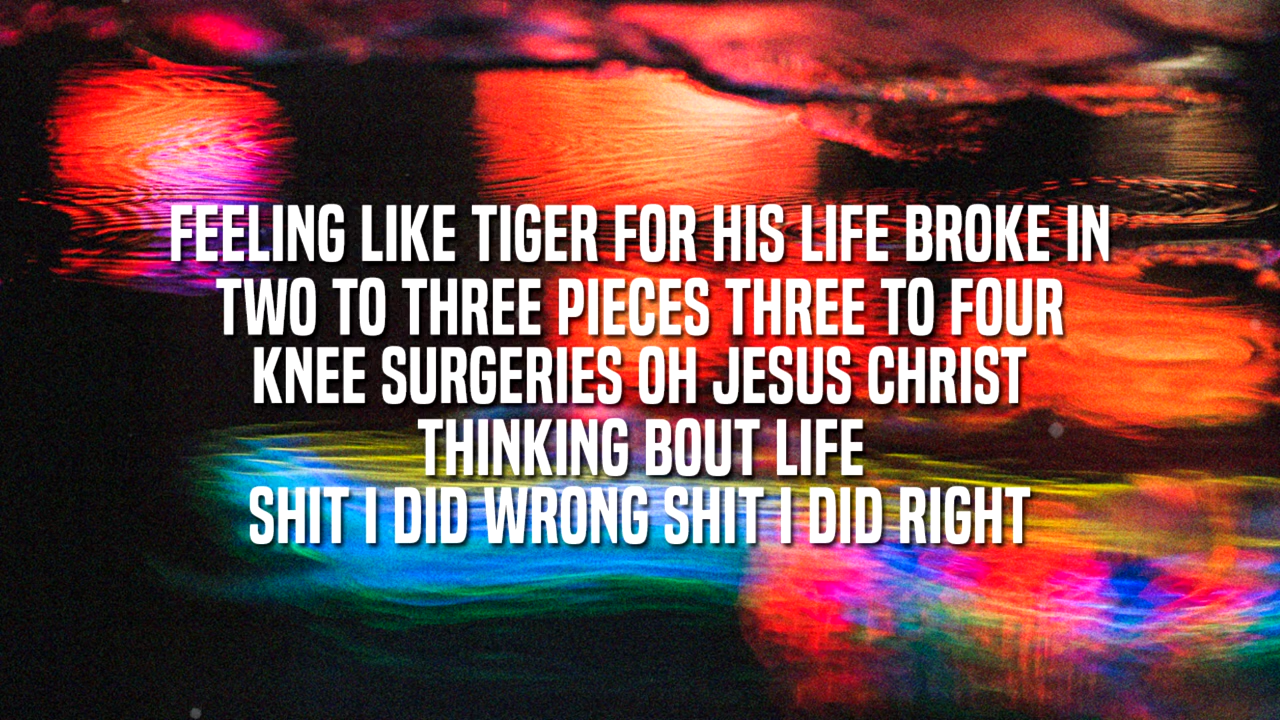 FEELING LIKE TIGER FOR HIS LIFE BROKE IN
TWO TO THREE PIECES THREE TO FOUR
KNEE SURGERIES OH JESUS CHRIST
THINKING BOUT LIFE
SHIT I DID WRONG SHIT I DID RIGHT